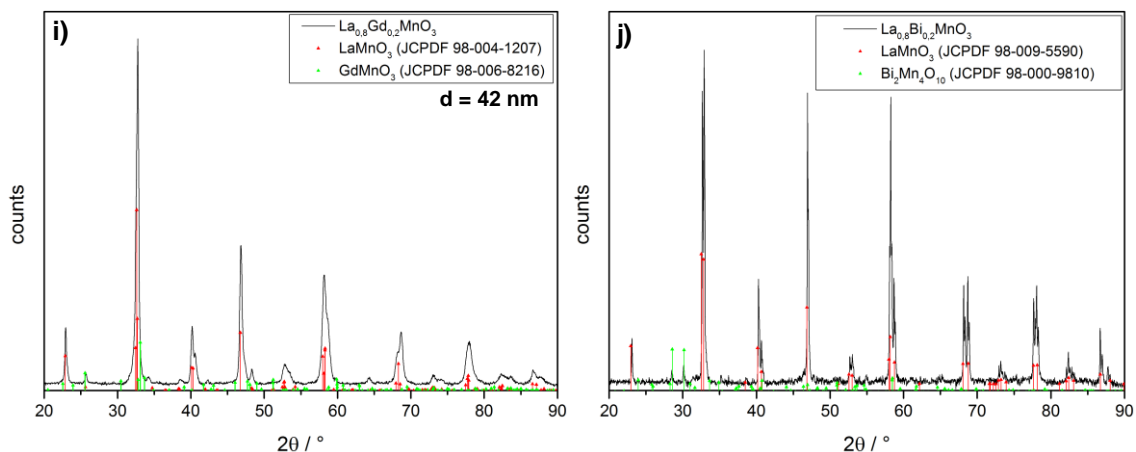 i)
La₀,₈Gd₀,₂MnO₃
LaMnO₃ (JCPDF 98-004-1207)
GdMnO₃ (JCPDF 98-006-8216)
d = 42 nm
counts
20 30 40 50 60 70 80 90
2θ / °
j)
La₀,₈Bi₀,₂MnO₃
LaMnO₃ (JCPDF 98-009-5590)
Bi₂Mn₄O₁₀ (JCPDF 98-000-9810)
counts
20 30 40 50 60 70 80 90
2θ / °